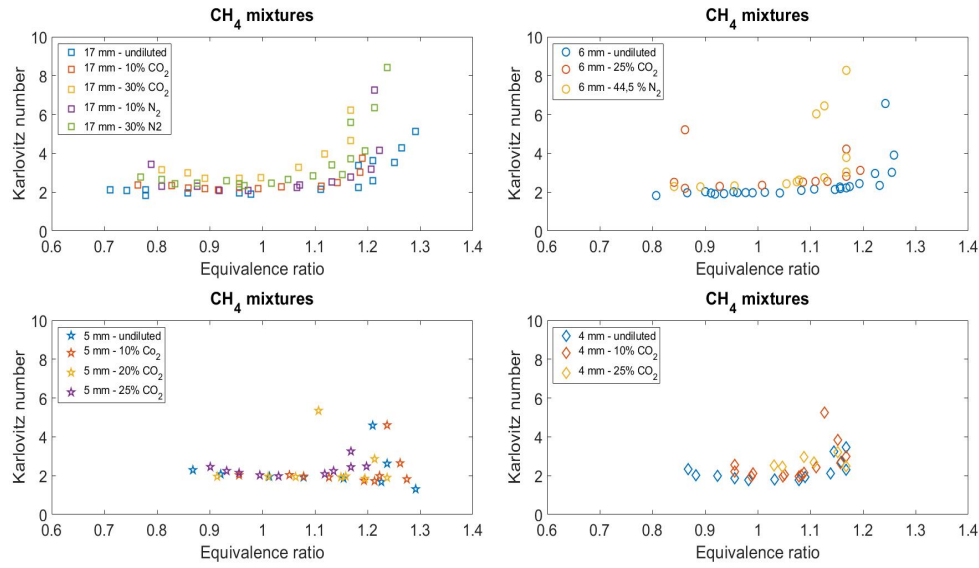 CH4 mixtures
10
8
6
4
2
0
Karlovitz number
17 mm - undiluted
17 mm - 10% CO2
17 mm - 30% CO2
17 mm - 10% N2
17 mm - 30% N2
0.6 0.7 0.8 0.9 1 1.1 1.2 1.3 1.4
Equivalence ratio
CH4 mixtures
10
8
6
4
2
0
Karlovitz number
6 mm - undiluted
6 mm - 25% CO2
6 mm - 44,5 % N2
0.6 0.7 0.8 0.9 1 1.1 1.2 1.3 1.4
Equivalence ratio
CH4 mixtures
10
8
6
4
2
0
Karlovitz number
5 mm - undiluted
5 mm - 10% Co2
5 mm - 20% CO2
5 mm - 25% CO2
0.6 0.7 0.8 0.9 1 1.1 1.2 1.3 1.4
Equivalence ratio
CH4 mixtures
10
8
6
4
2
0
Karlovitz number
4 mm - undiluted
4 mm - 10% CO2
4 mm - 25% CO2
0.6 0.7 0.8 0.9 1 1.1 1.2 1.3 1.4
Equivalence ratio